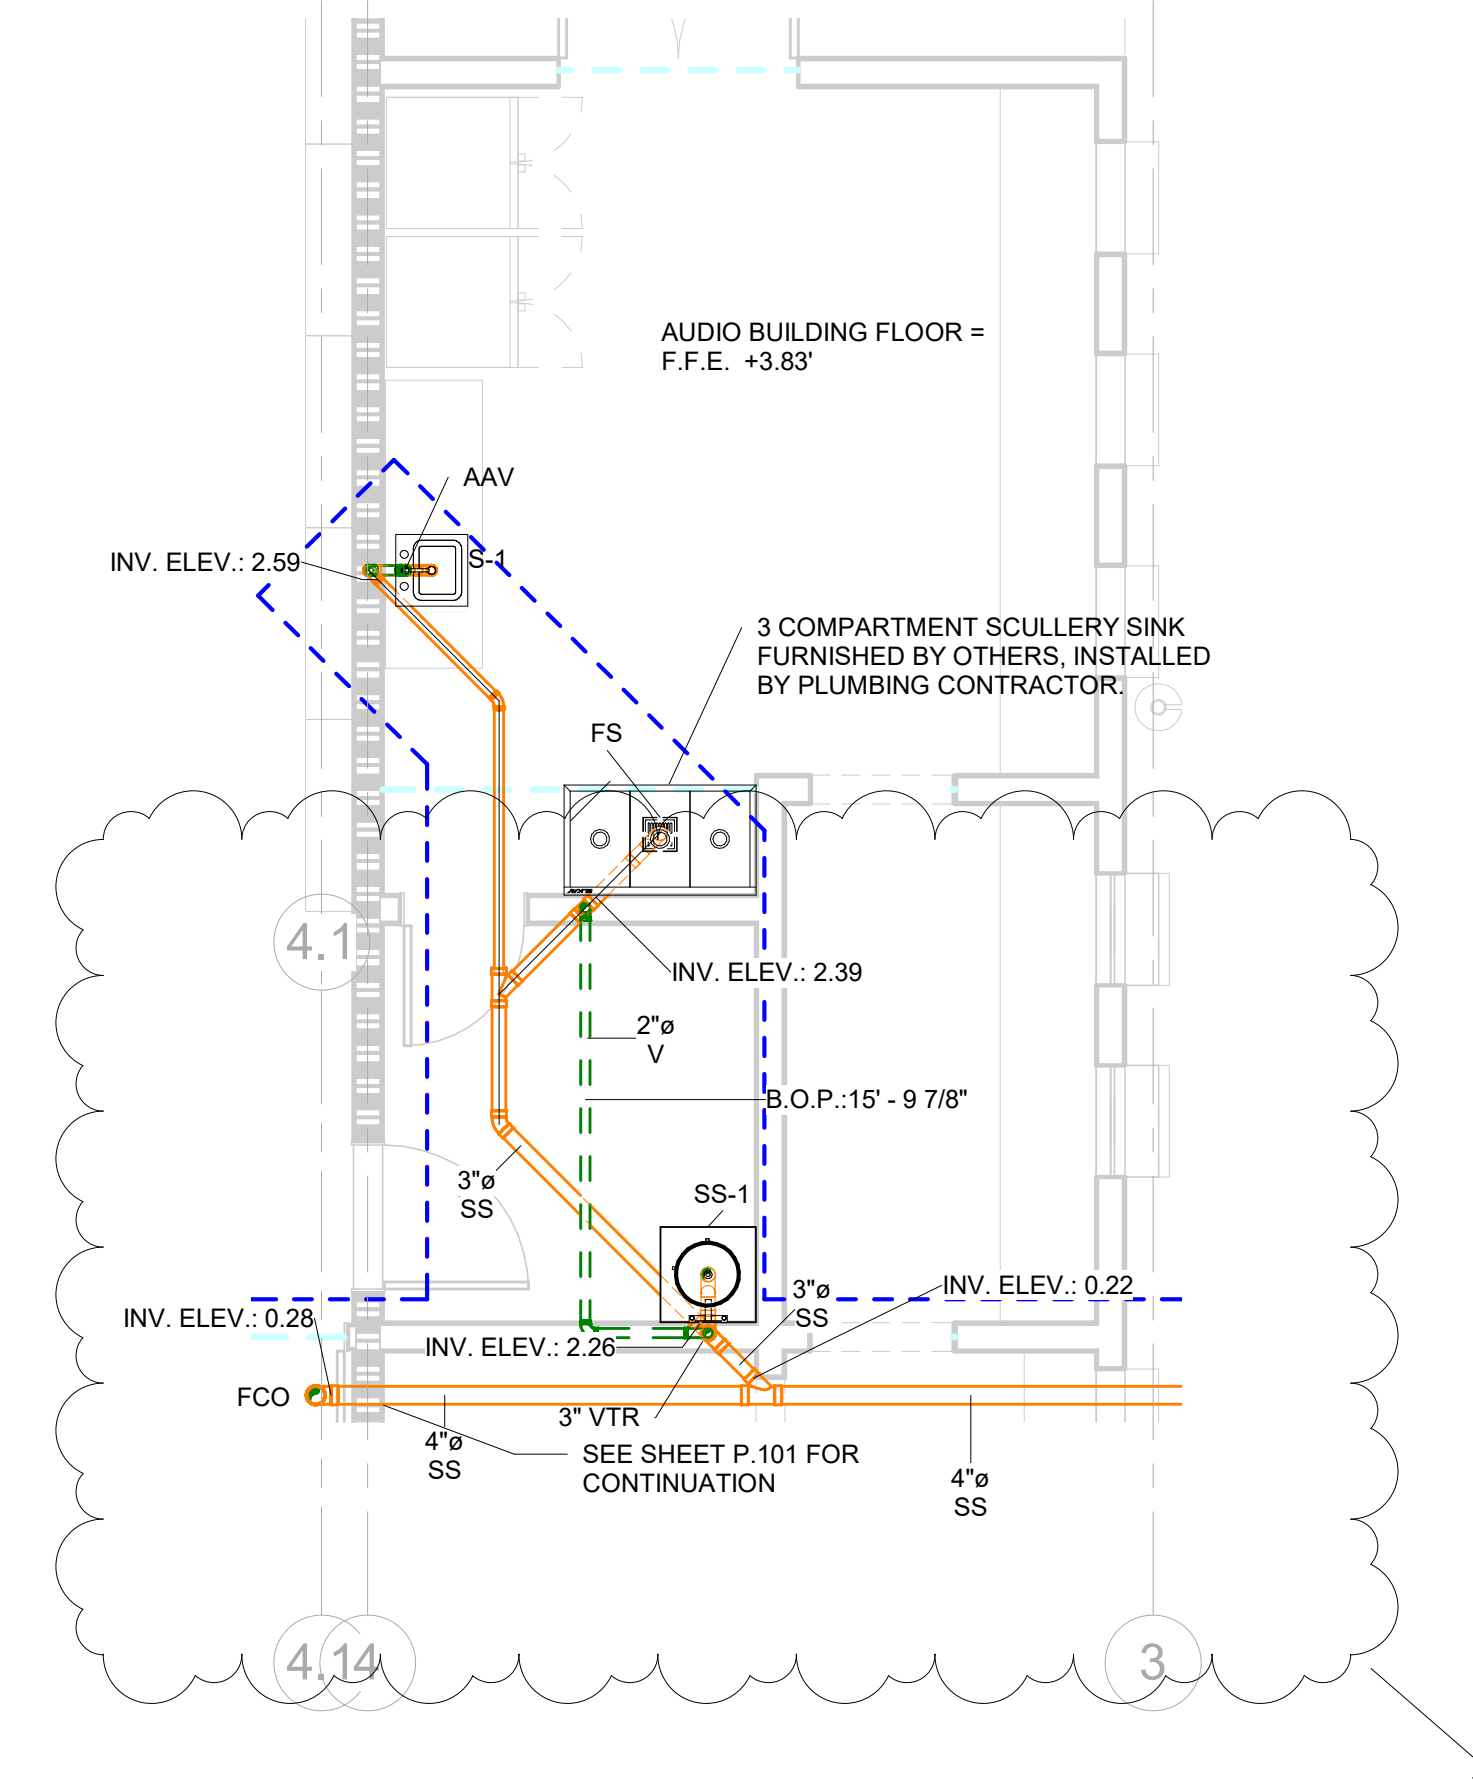 AUDIO BUILDING FLOOR =
F.F.E. +3.83'
AAV
INV. ELEV.: 2.59
S-1
3 COMPARTMENT SCULLERY SINK
FURNISHED BY OTHERS, INSTALLED
BY PLUMBING CONTRACTOR.
FS
4.1
INV. ELEV.: 2.39
2"ø
V
B.O.P.:15' - 9 7/8"
3"ø
SS
SS-1
INV. ELEV.: 0.22
3"ø
SS
INV. ELEV.: 0.28
INV. ELEV.: 2.26
FCO
3" VTR
4"ø
SS
SEE SHEET P.101 FOR
CONTINUATION
4"ø
SS
4.1
4
3